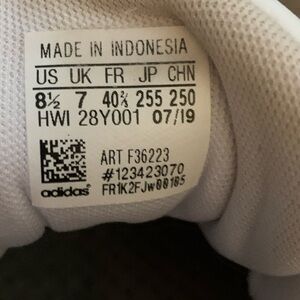 MADE IN INDONESIA
US UK FR JP CHN
8½ 7 40⅔ 255 250
HWI 28Y001 07/19
ART F36223
#123423070
adidas FR1K2FJw00185